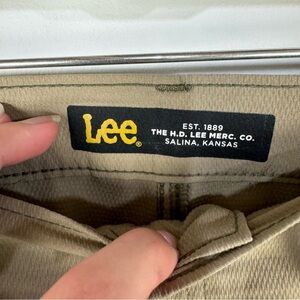 Lee®
EST. 1889
THE H.D. LEE MERC. CO.
SALINA, KANSAS